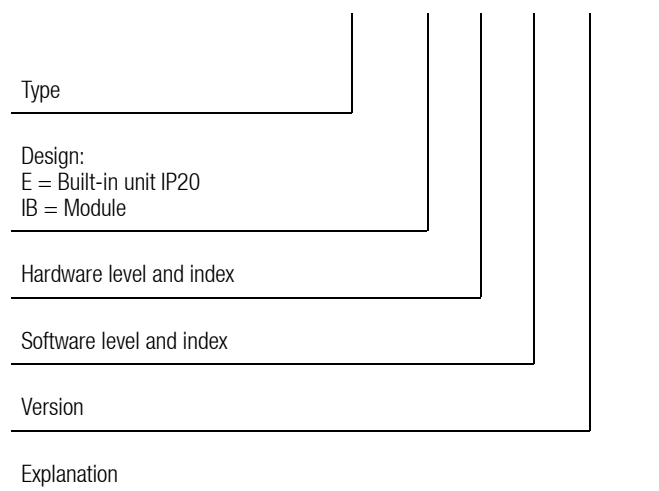 Type
Design:
E = Built-in unit IP20
IB = Module
Hardware level and index
Software level and index
Version
Explanation